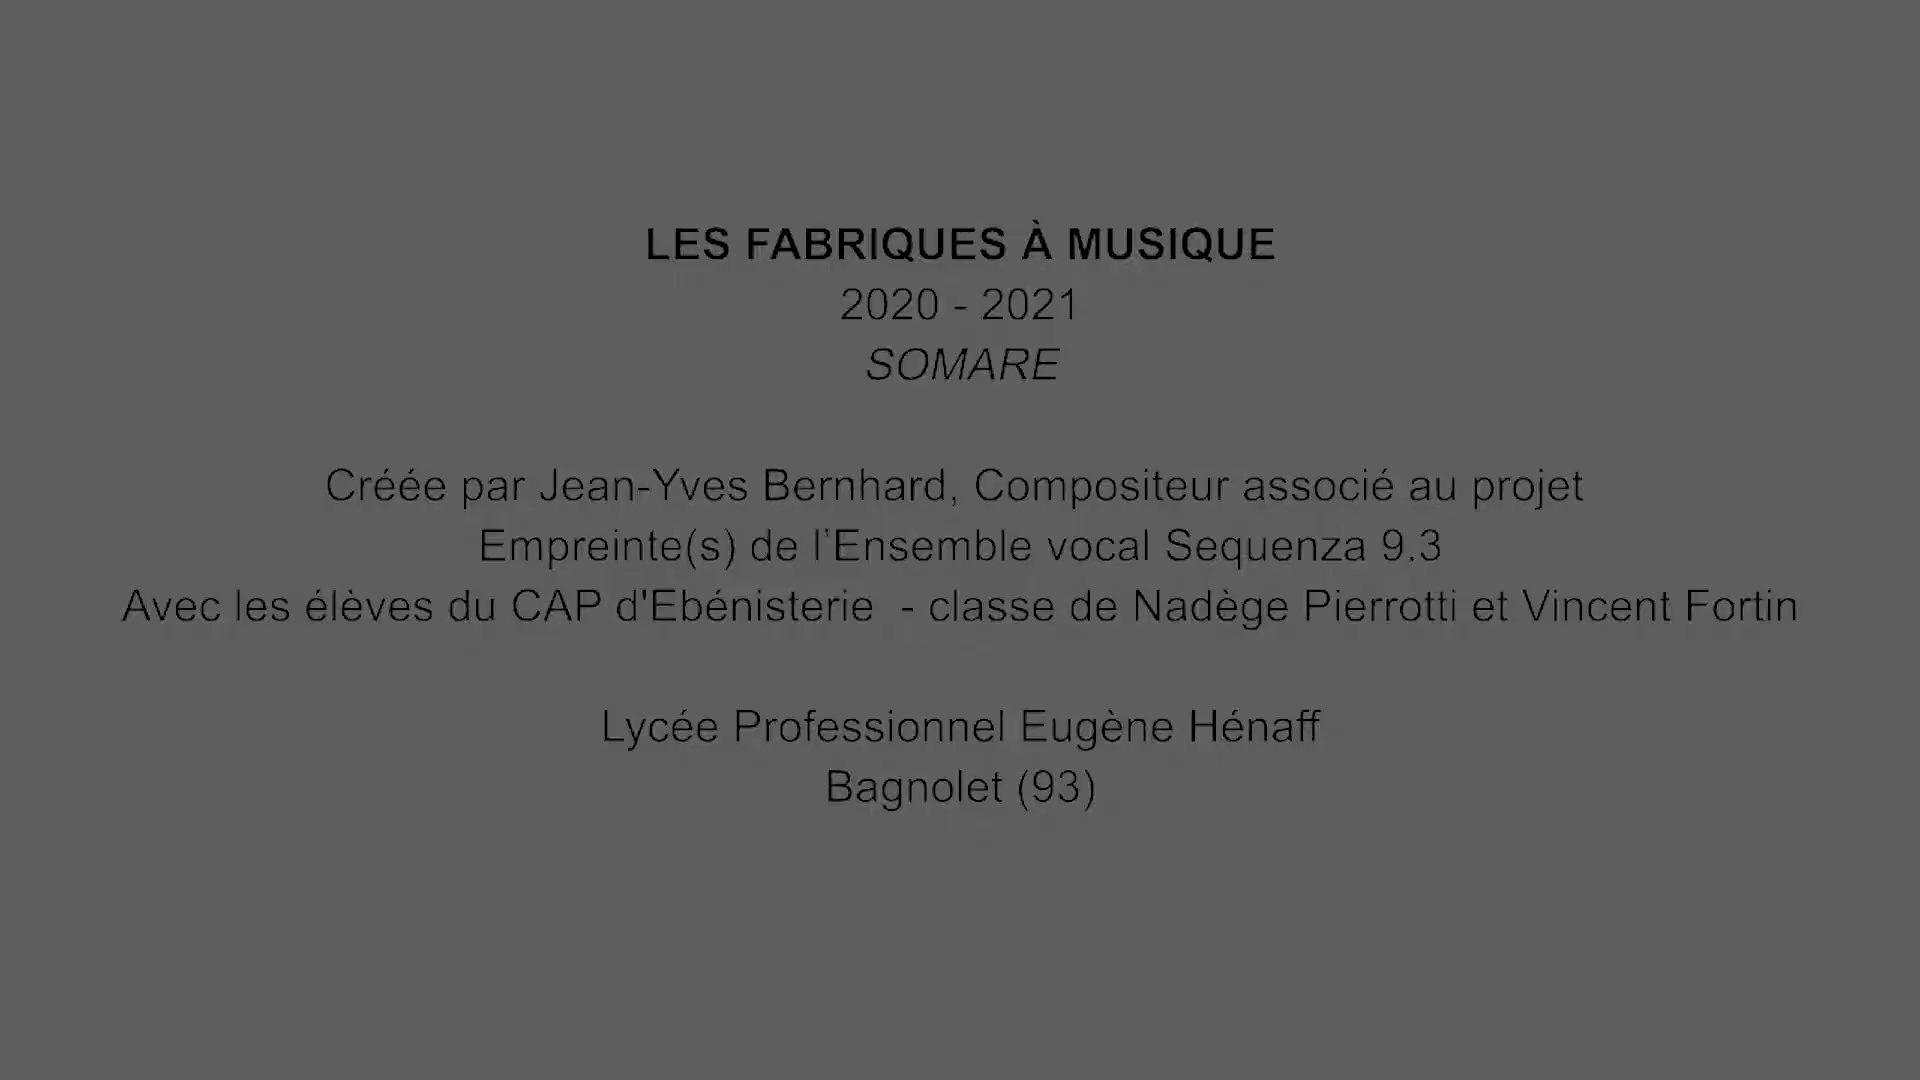 LES FABRIQUES À MUSIQUE
2020 - 2021
SOMARE
Créée par Jean-Yves Bernhard, Compositeur associé au projet
Empreinte(s) de l'Ensemble vocal Sequenza 9.3
Avec les élèves du CAP d'Ebénisterie - classe de Nadège Pierrotti et Vincent Fortin
Lycée Professionnel Eugène Hénaff
Bagnolet (93)